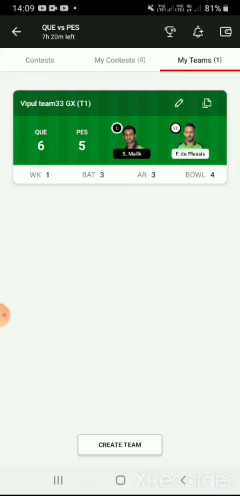 14:09 81%
QUE vs PES
7h 20m left
Contests My Contests (0) My Teams (1)
Vipul team33 GX (T1)
QUE PES
6 5
S. Malik F. du Plessis
WK 1 BAT 3 AR 3 BOWL 4
CREATE TEAM
XRecorder